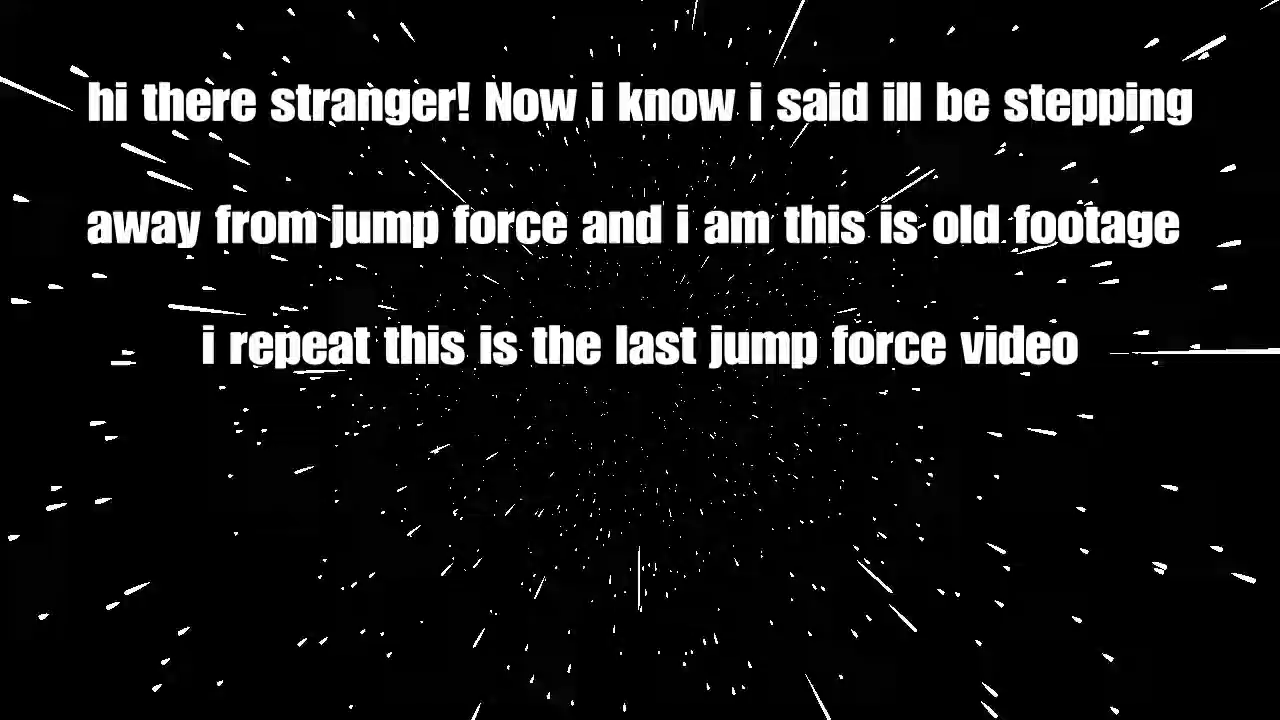 hi there stranger! Now i know i said ill be stepping
away from jump force and i am this is old footage
i repeat this is the last jump force video